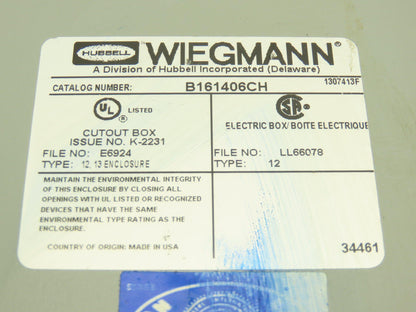 HUBBELL WIEGMANN®
A Division of Hubbell Incorporated (Delaware)
1307413F
CATALOG NUMBER: B161406CH
UL LISTED
CUTOUT BOX
ISSUE NO. K-2231
FILE NO: E6924
TYPE: 12, 13 ENCLOSURE
SA
ELECTRIC BOX/BOITE ELECTRIQUE
FILE NO.: LL66078
TYPE: 12
MAINTAIN THE ENVIRONMENTAL INTEGRITY
OF THIS ENCLOSURE BY CLOSING ALL
OPENINGS WITH UL LISTED OR RECOGNIZED
DEVICES THAT HAVE THE SAME
ENVIRONMENTAL TYPE RATING AS THE
ENCLOSURE.
COUNTRY OF ORIGIN: MADE IN USA
34461